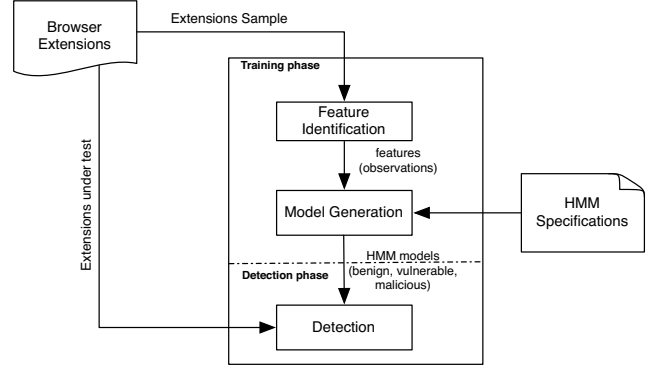 Browser
Extensions
Extensions Sample
Training phase
Feature
Identification
features
(observations)
Model Generation
HMM
Specifications
Extensions under test
HMM models
(benign, vulnerable,
malicious)
Detection phase
Detection